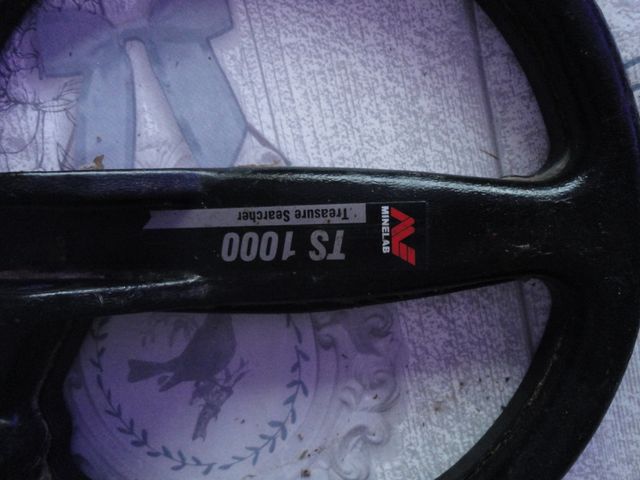 MINELAB
TS 1000
Treasure Searcher